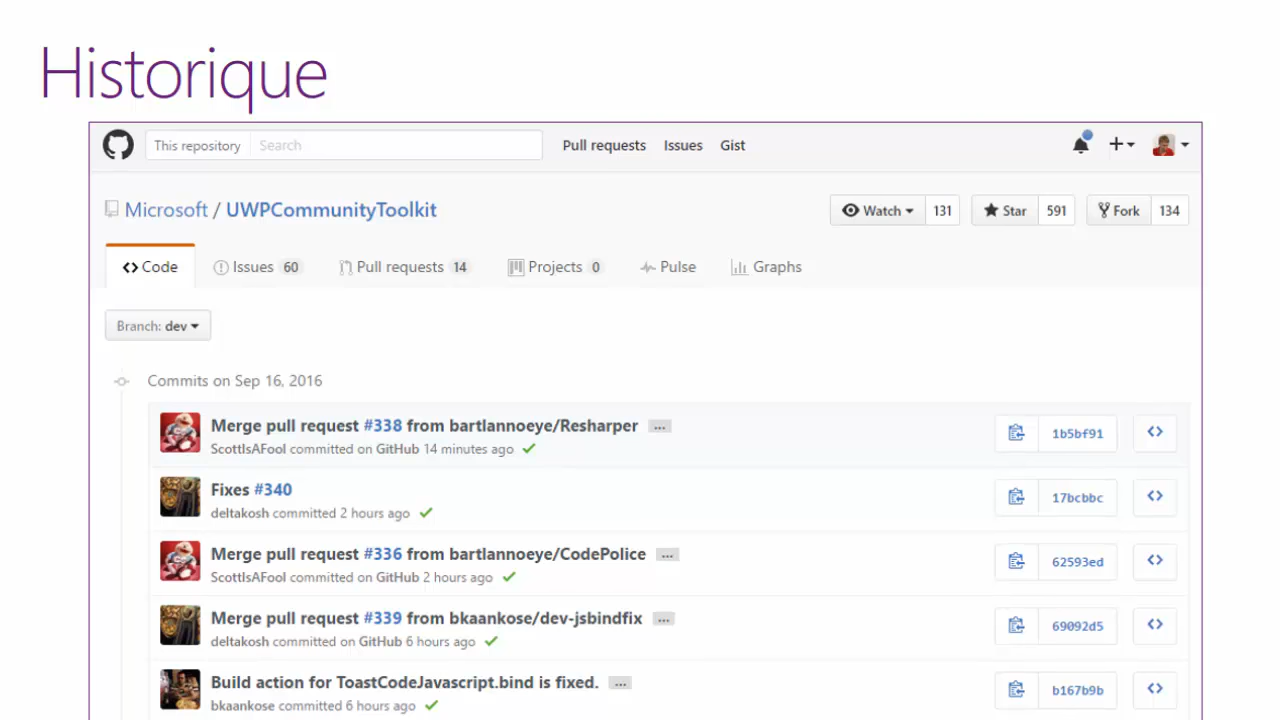 Historique
This repository Search Pull requests Issues Gist
Microsoft / UWPCommunityToolkit Watch 131 Star 591 Fork 134
Code Issues 60 Pull requests 14 Projects 0 Pulse Graphs
Branch: dev
Commits on Sep 16, 2016
Merge pull request #338 from bartlannoeye/Resharper ...
ScottIsAFool committed on GitHub 14 minutes ago
1b5bf91
Fixes #340
deltakosh committed 2 hours ago
17bcbbc
Merge pull request #336 from bartlannoeye/CodePolice ...
ScottIsAFool committed on GitHub 2 hours ago
62593ed
Merge pull request #339 from bkaankose/dev-jsbindfix ...
deltakosh committed on GitHub 6 hours ago
69092d5
Build action for ToastCodeJavascript.bind is fixed. ...
bkaankose committed 6 hours ago
b167b9b